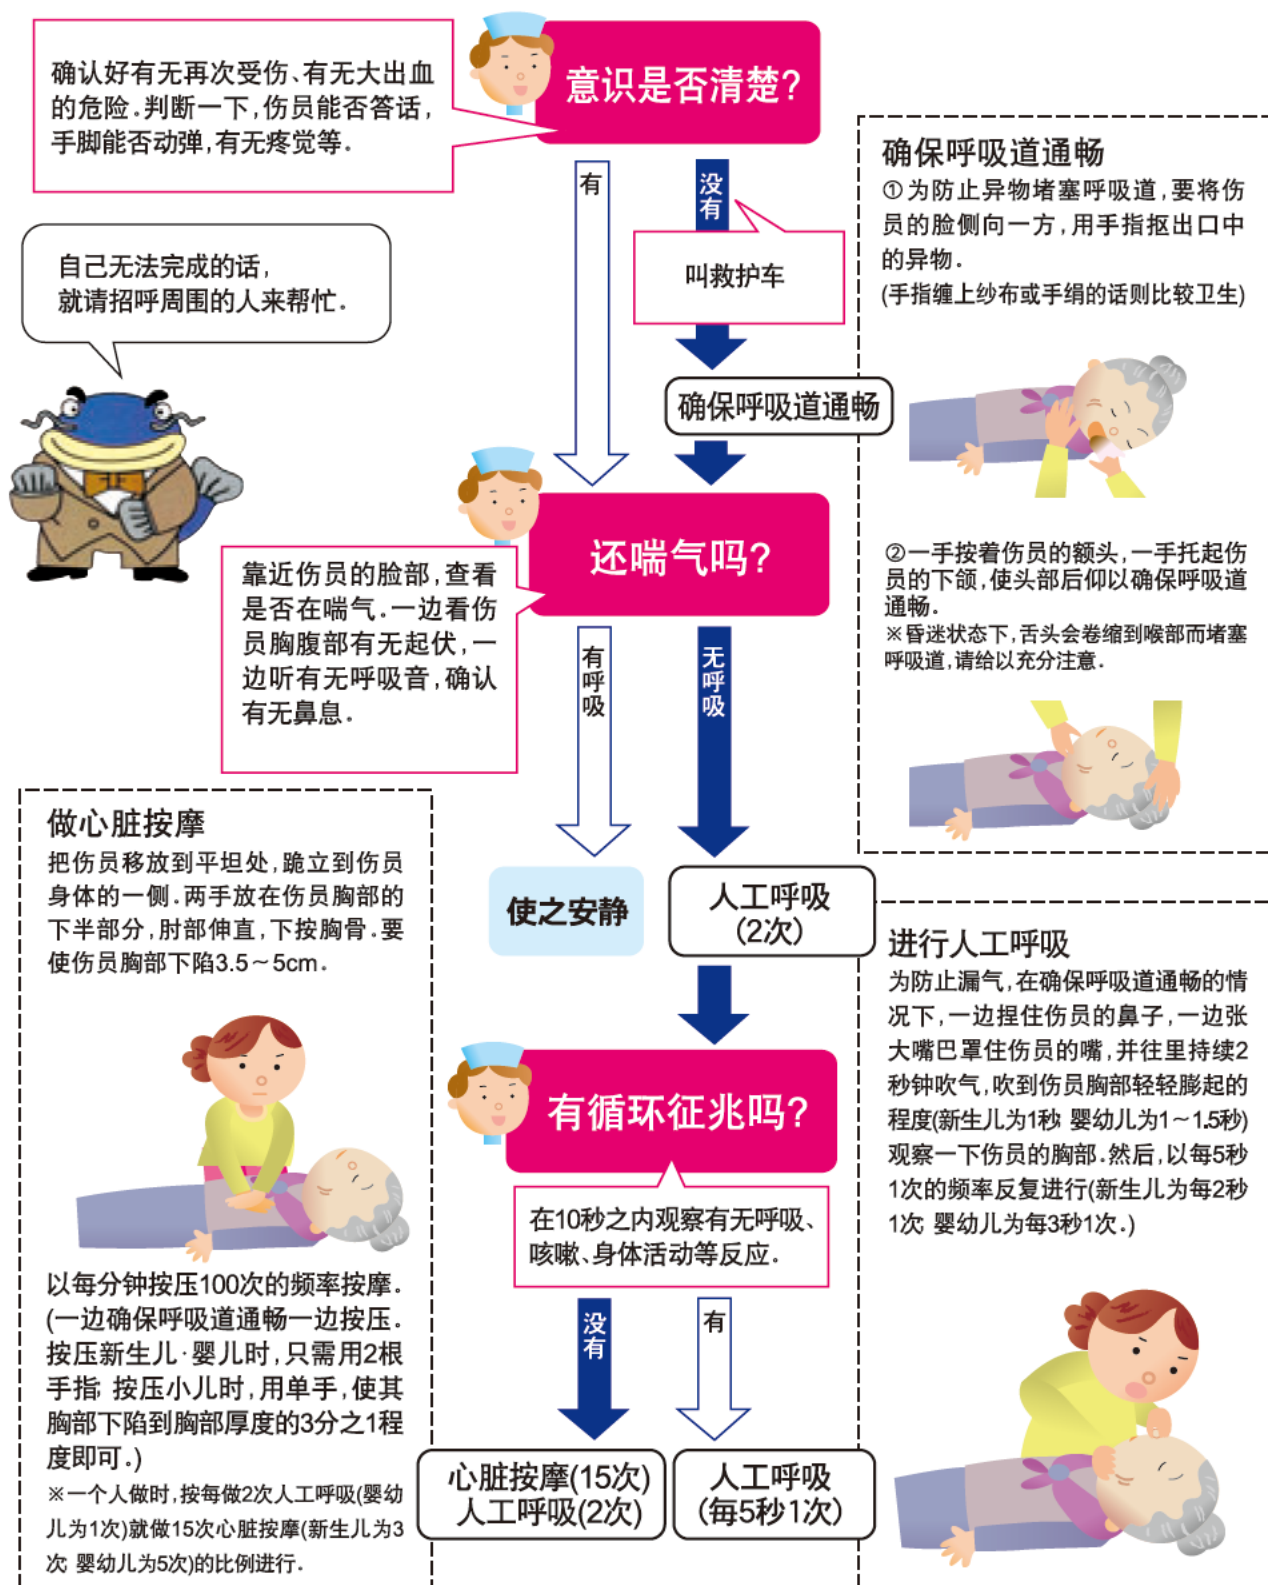 确认好有无再次受伤、有无大出血
的危险.判断一下,伤员能否答话,
手脚能否动弹,有无疼觉等.
意识是否清楚?
有
没有
叫救护车
自己无法完成的话,
就请招呼周围的人来帮忙.
确保呼吸道通畅
还喘气吗?
靠近伤员的脸部,查看
是否在喘气.一边看伤
员胸腹部有无起伏,一
边听有无呼吸音,确认
有无鼻息.
有呼吸
无呼吸
使之安静
人工呼吸
(2次)
有循环征兆吗?
在10秒之内观察有无呼吸、
咳嗽、身体活动等反应.
没有
有
心脏按摩(15次)
人工呼吸(2次)
人工呼吸
(每5秒1次)
确保呼吸道通畅
①为防止异物堵塞呼吸道,要将伤
员的脸侧向一方,用手指抠出口中
的异物.
(手指缠上纱布或手绢的话则比较卫生)
②一手按着伤员的额头,一手托起伤
员的下颌,使头部后仰以确保呼吸道
通畅.
※昏迷状态下,舌头会卷缩到喉部而堵塞
呼吸道,请给以充分注意.
进行人工呼吸
为防止漏气,在确保呼吸道通畅的情
况下,一边捏住伤员的鼻子,一边张
大嘴巴罩住伤员的嘴,并往里持续2
秒钟吹气,吹到伤员胸部轻轻膨起的
程度(新生儿为1秒 婴幼儿为1～1.5秒)
观察一下伤员的胸部.然后,以每5秒
1次的频率反复进行(新生儿为每2秒
1次 婴幼儿为每3秒1次.)
做心脏按摩
把伤员移放到平坦处,跪立到伤员
身体的一侧.两手放在伤员胸部的
下半部分,肘部伸直,下按胸骨.要
使伤员胸部下陷3.5～5cm.
以每分钟按压100次的频率按摩.
(一边确保呼吸道通畅一边按压.
按压新生儿·婴儿时,只需用2根
手指 按压小儿时,用单手,使其
胸部下陷到胸部厚度的3分之1程
度即可.)
※一个人做时,按每做2次人工呼吸(婴幼
儿为1次)就做15次心脏按摩(新生儿为3
次 婴幼儿为5次)的比例进行.